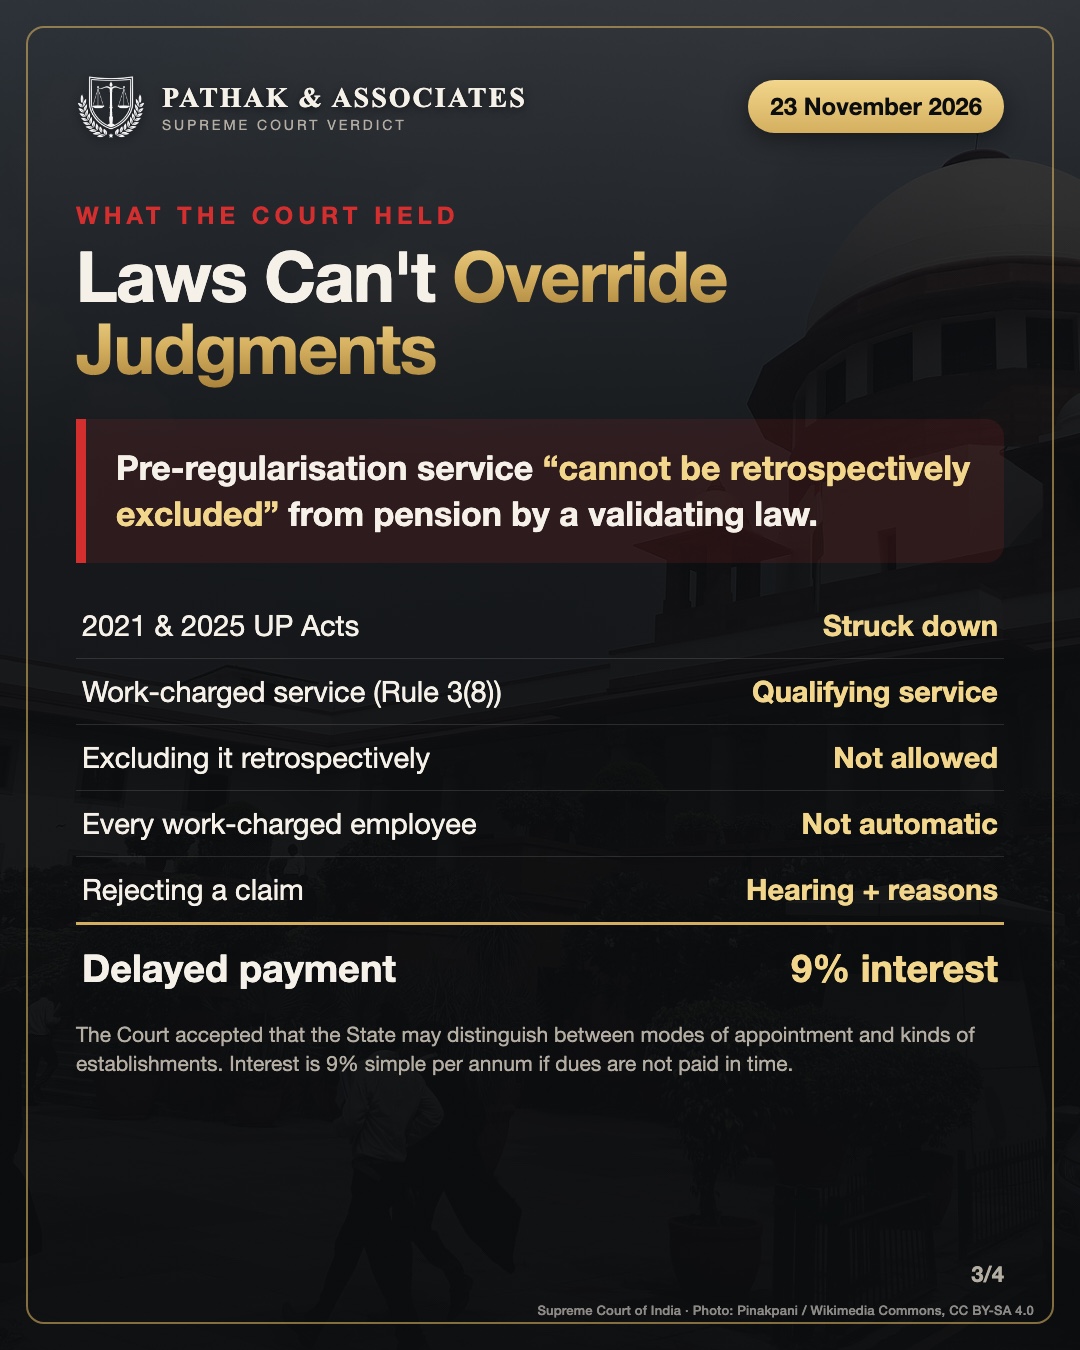 PATHAK & ASSOCIATES
SUPREME COURT VERDICT
23 November 2026
WHAT THE COURT HELD
Laws Can't Override
Judgments
Pre-regularisation service “cannot be retrospectively
excluded” from pension by a validating law.
2021 & 2025 UP Acts Struck down
Work-charged service (Rule 3(8)) Qualifying service
Excluding it retrospectively Not allowed
Every work-charged employee Not automatic
Rejecting a claim Hearing + reasons
Delayed payment 9% interest
The Court accepted that the State may distinguish between modes of appointment and kinds of
establishments. Interest is 9% simple per annum if dues are not paid in time.
3/4
Supreme Court of India · Photo: Pinakpani / Wikimedia Commons, CC BY-SA 4.0